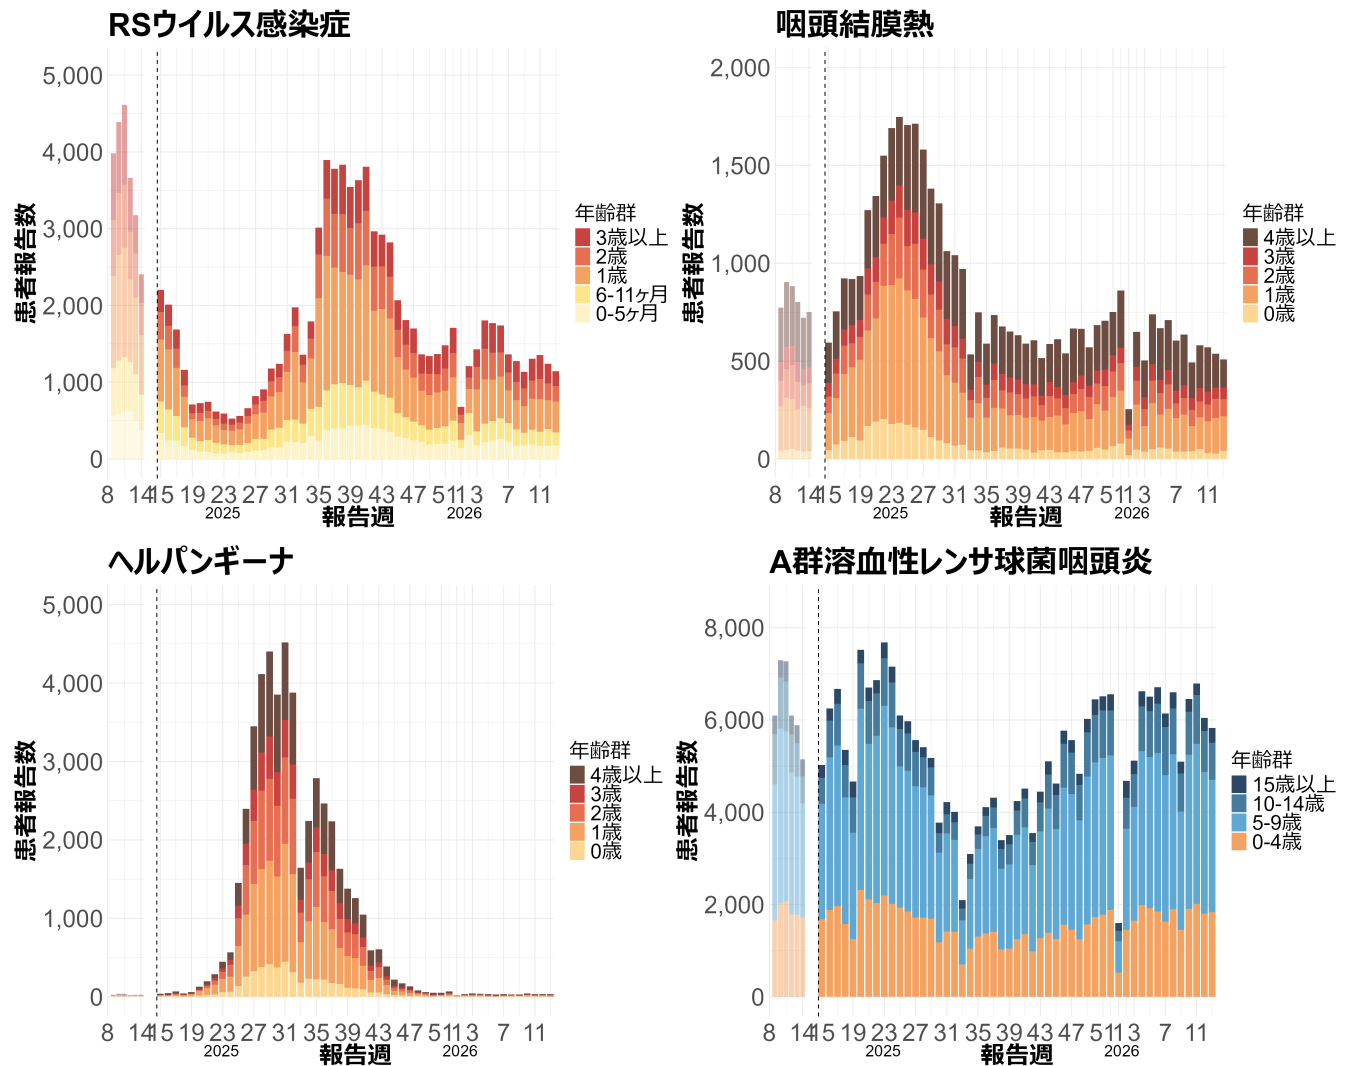 RSウイルス感染症
患者報告数
5,000
4,000
3,000
2,000
1,000
0
8 14 15 19 23 27 31 35 39 43 47 51 1 3 7 11
2025 2026
報告週
年齢群
3歳以上
2歳
1歳
6-11ヶ月
0-5ヶ月
咽頭結膜熱
患者報告数
2,000
1,500
1,000
500
0
8 14 15 19 23 27 31 35 39 43 47 51 1 3 7 11
2025 2026
報告週
年齢群
4歳以上
3歳
2歳
1歳
0歳
ヘルパンギーナ
患者報告数
5,000
4,000
3,000
2,000
1,000
0
8 14 15 19 23 27 31 35 39 43 47 51 1 3 7 11
2025 2026
報告週
年齢群
4歳以上
3歳
2歳
1歳
0歳
A群溶血性レンサ球菌咽頭炎
患者報告数
8,000
6,000
4,000
2,000
0
8 14 15 19 23 27 31 35 39 43 47 51 1 3 7 11
2025 2026
報告週
年齢群
15歳以上
10-14歳
5-9歳
0-4歳